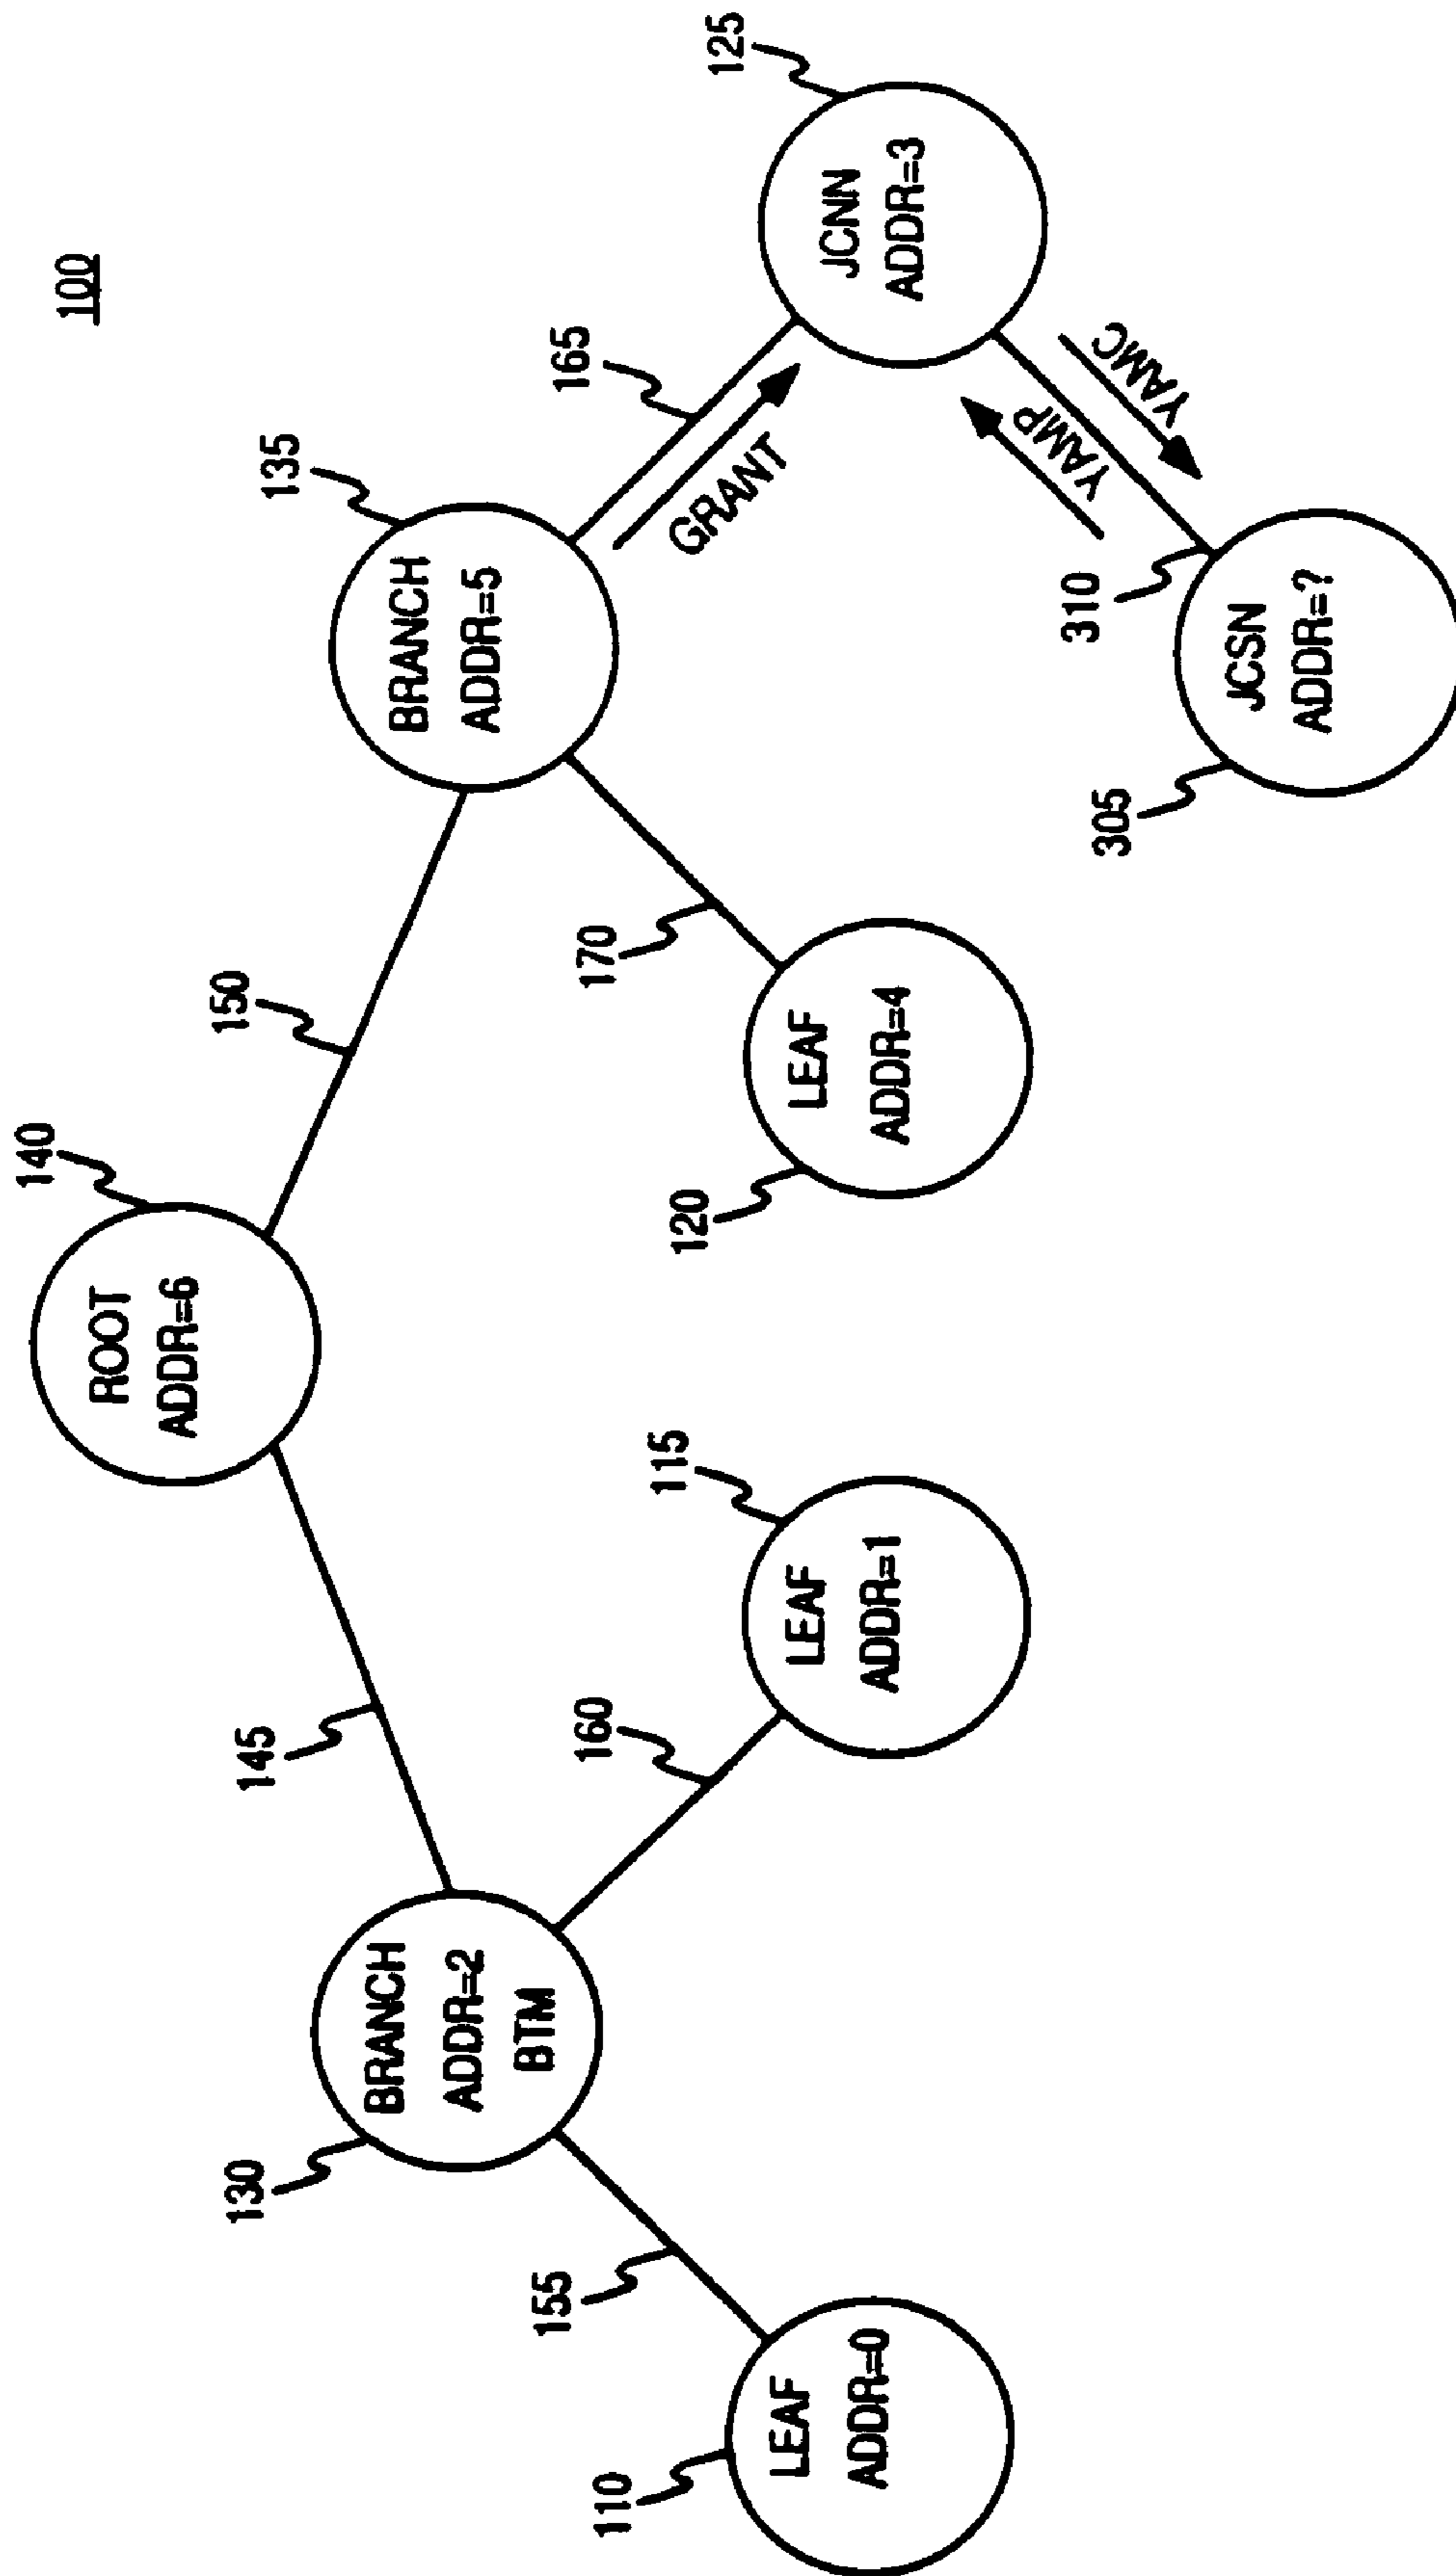 100
140
ROOT
ADDR=6
145
150
130
BRANCH
ADDR=2
BTM
135
BRANCH
ADDR=5
155
160
170
165
GRANT
110
LEAF
ADDR=0
115
LEAF
ADDR=1
120
LEAF
ADDR=4
125
JCNN
ADDR=3
YAMP
YAMC
310
305
JCSN
ADDR=?